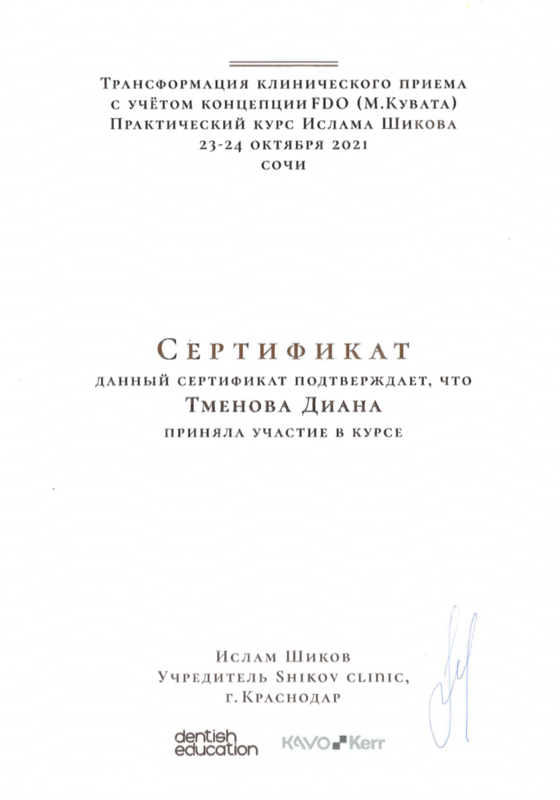 Трансформация клинического приема
с учётом концепции FDO (М.Кувата)
Практический курс Ислама Шикова
23-24 октября 2021
сочи
Сертификат
данный сертификат подтверждает, что
Тменова Диана
приняла участие в курсе
Ислам Шиков
Учредитель Shikov clinic,
г. Краснодар
dentish
education
KAVO Kerr